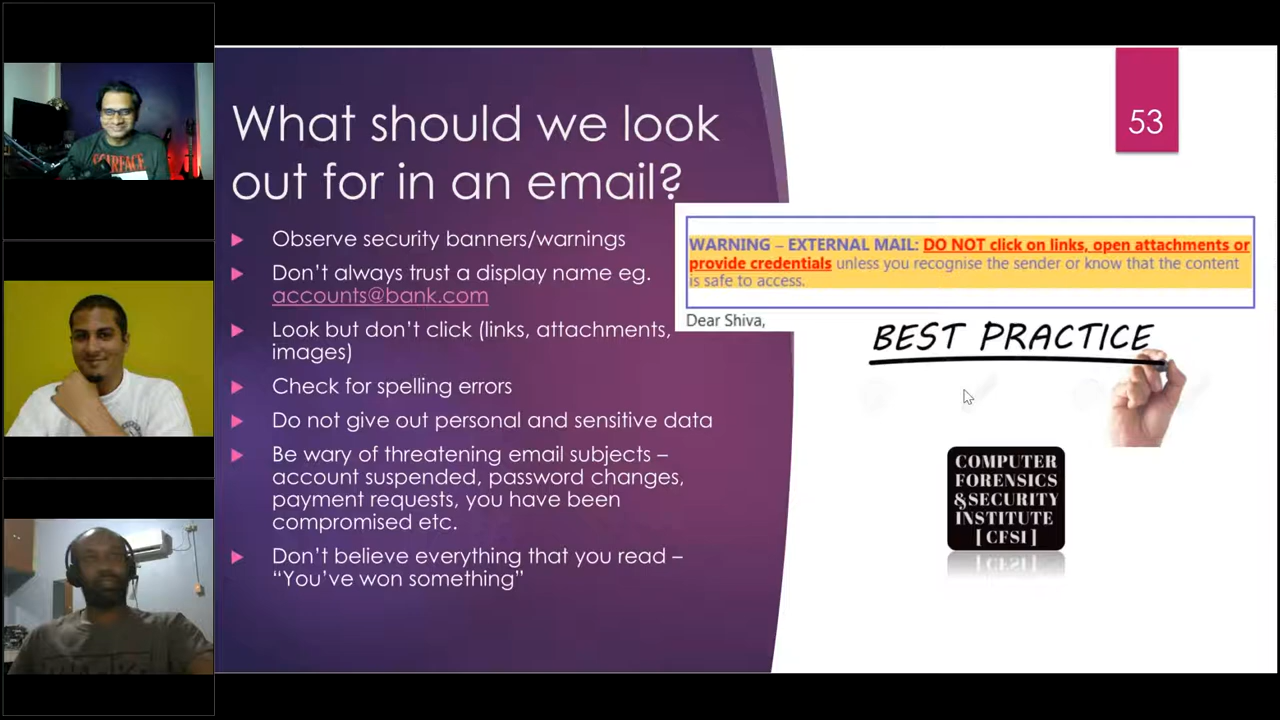 What should we look
out for in an email?
53
Observe security banners/warnings
Don't always trust a display name eg.
accounts@bank.com
Look but don't click (links, attachments,
images)
Check for spelling errors
Do not give out personal and sensitive data
Be wary of threatening email subjects –
account suspended, password changes,
payment requests, you have been
compromised etc.
Don't believe everything that you read –
“You've won something”
WARNING – EXTERNAL MAIL: DO NOT click on links, open attachments or
provide credentials unless you recognise the sender or know that the content
is safe to access.
Dear Shiva,
BEST PRACTICE
COMPUTER
FORENSICS
&SECURITY
INSTITUTE
[ CFSI ]
SCARFACE